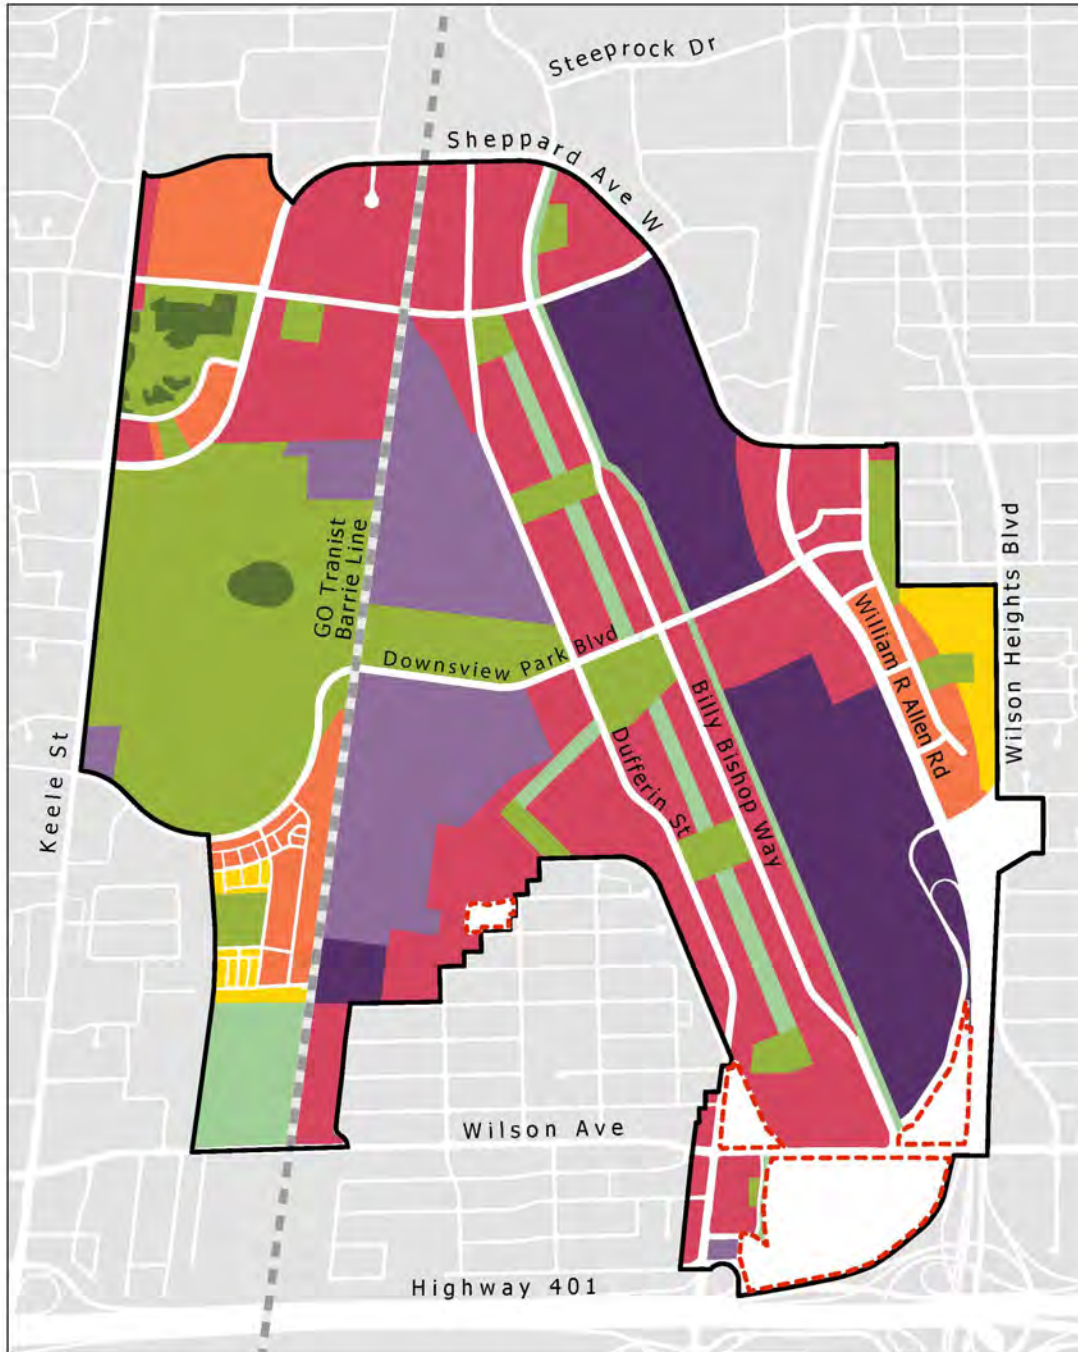 Steeprock Dr
Sheppard Ave W
GO Tranist
Barrie Line
Downsview Park Blvd
William R Allen Rd
Wilson Heights Blvd
Keele St
Dufferin St
Billy Bishop Way
Wilson Ave
Highway 401